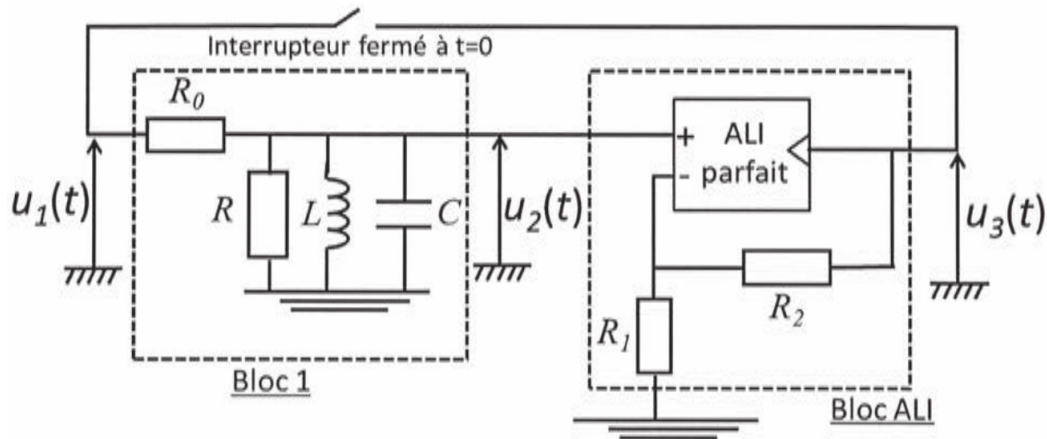 Interrupteur fermé à t=0
R₀
+
ALI
parfait
-
u₁(t)
R
L
C
u₂(t)
u₃(t)
R₂
R₁
Bloc 1
Bloc ALI